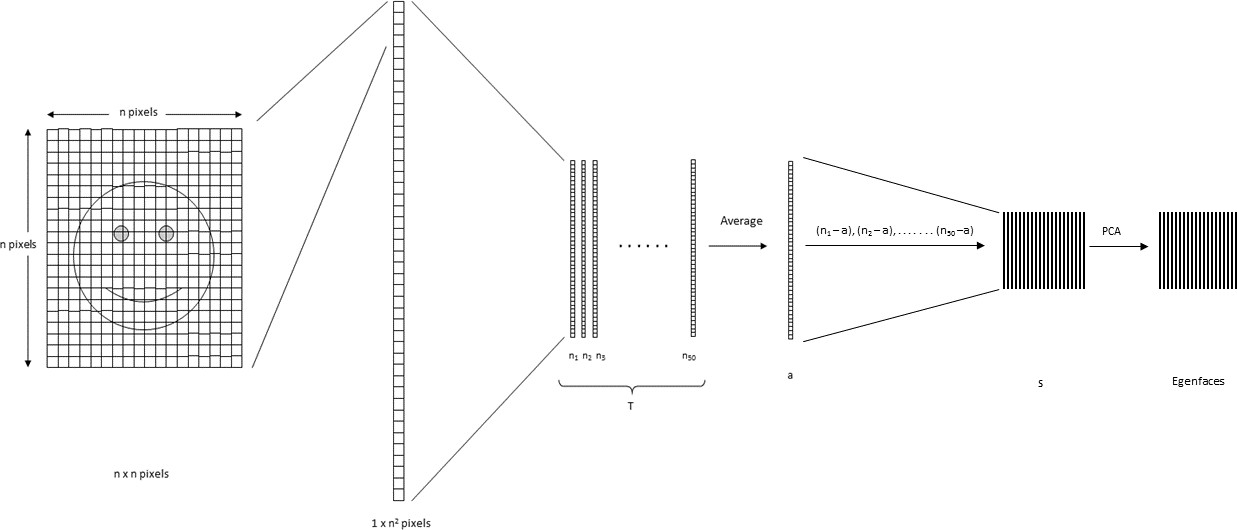 n pixels
n pixels
n x n pixels
1 x n² pixels
n₁ n₂ n₃ ...... n₅₀
T
Average
a
(n₁−a), (n₂−a), ....... (n₅₀−a)
S
PCA
Egenfaces